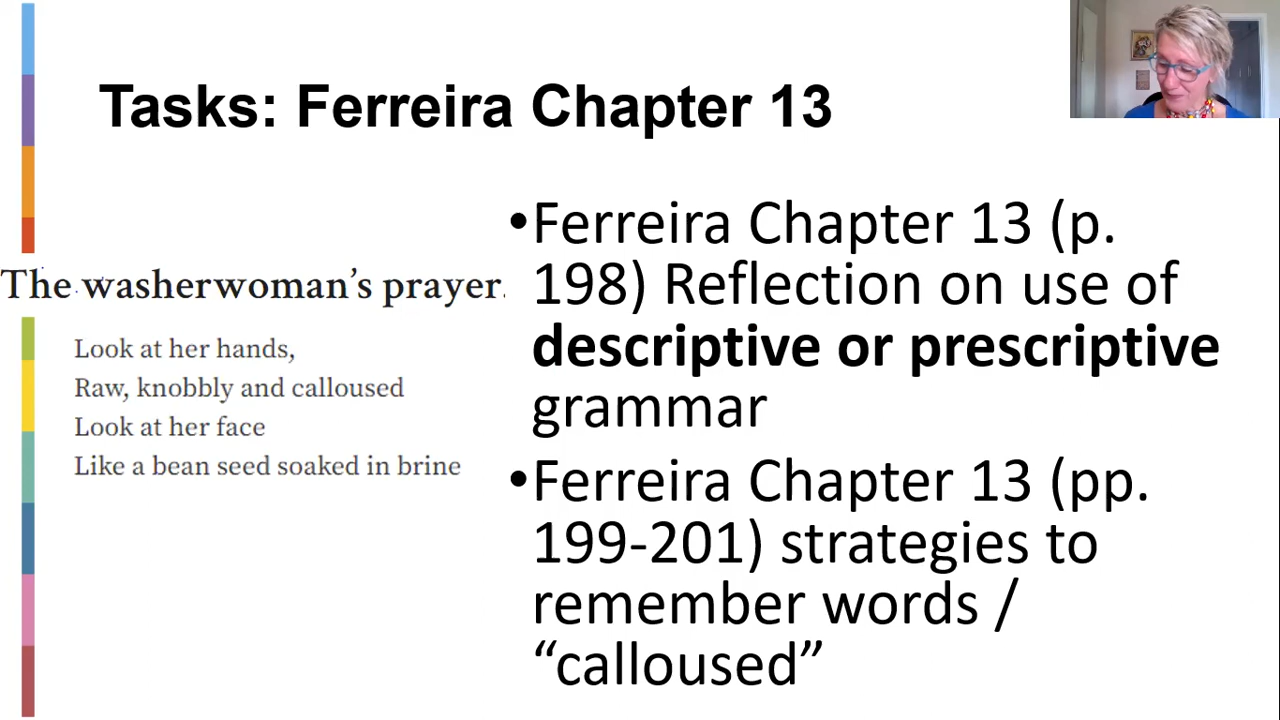 Tasks: Ferreira Chapter 13
The washerwoman's prayer.
Look at her hands,
Raw, knobbly and calloused
Look at her face
Like a bean seed soaked in brine
•Ferreira Chapter 13 (p.
198) Reflection on use of
descriptive or prescriptive
grammar
•Ferreira Chapter 13 (pp.
199-201) strategies to
remember words /
“calloused”